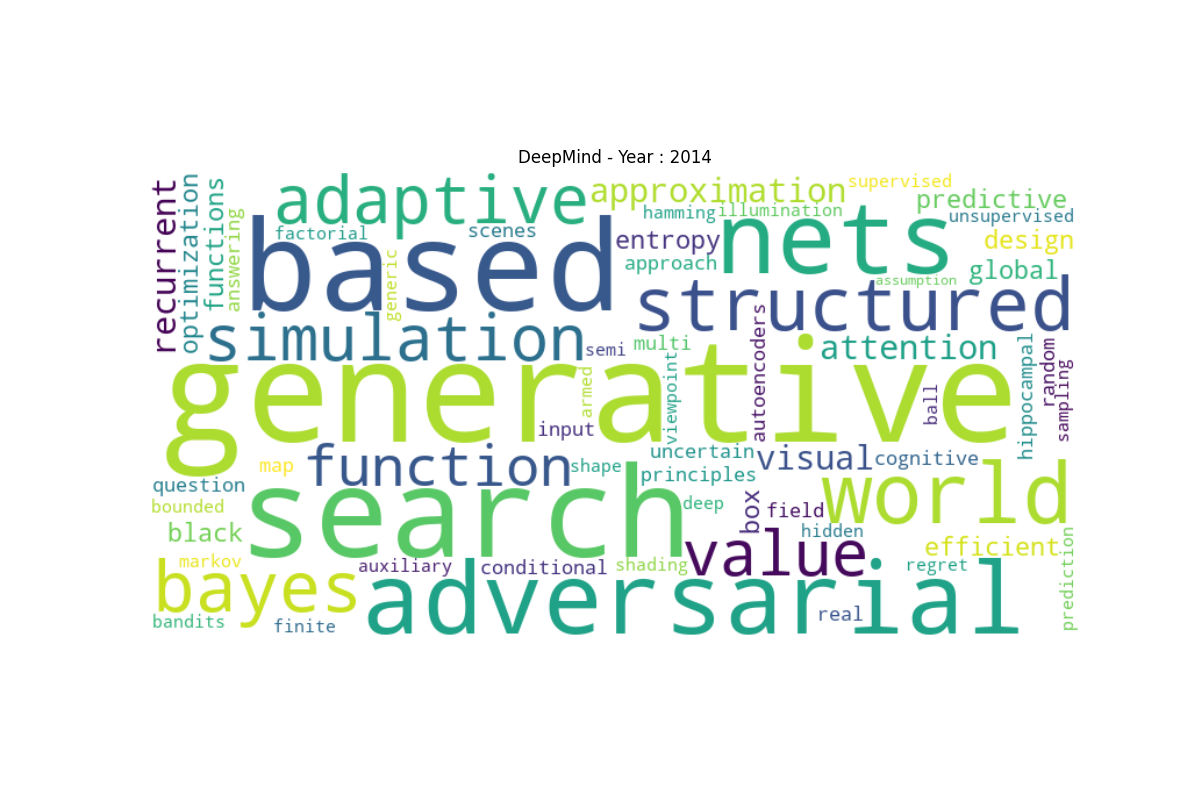 DeepMind - Year : 2014
recurrent
optimization
functions
answering
adaptive
approximation
supervised
predictive
hamming
illumination
unsupervised
factorial
scenes
based
generic
entropy
nets
design
approach
global
assumption
structured
simulation
semi
multi
autoencoders
attention
hippocampal
random
sampling
generative
armed
viewpoint
ball
input
map
function
shape
uncertain
visual
cognitive
principles
question
bounded
search
deep
box
field
world
black
hidden
value
efficient
prediction
markov
auxiliary
conditional
shading
regret
bayes
adversarial
real
bandits
finite